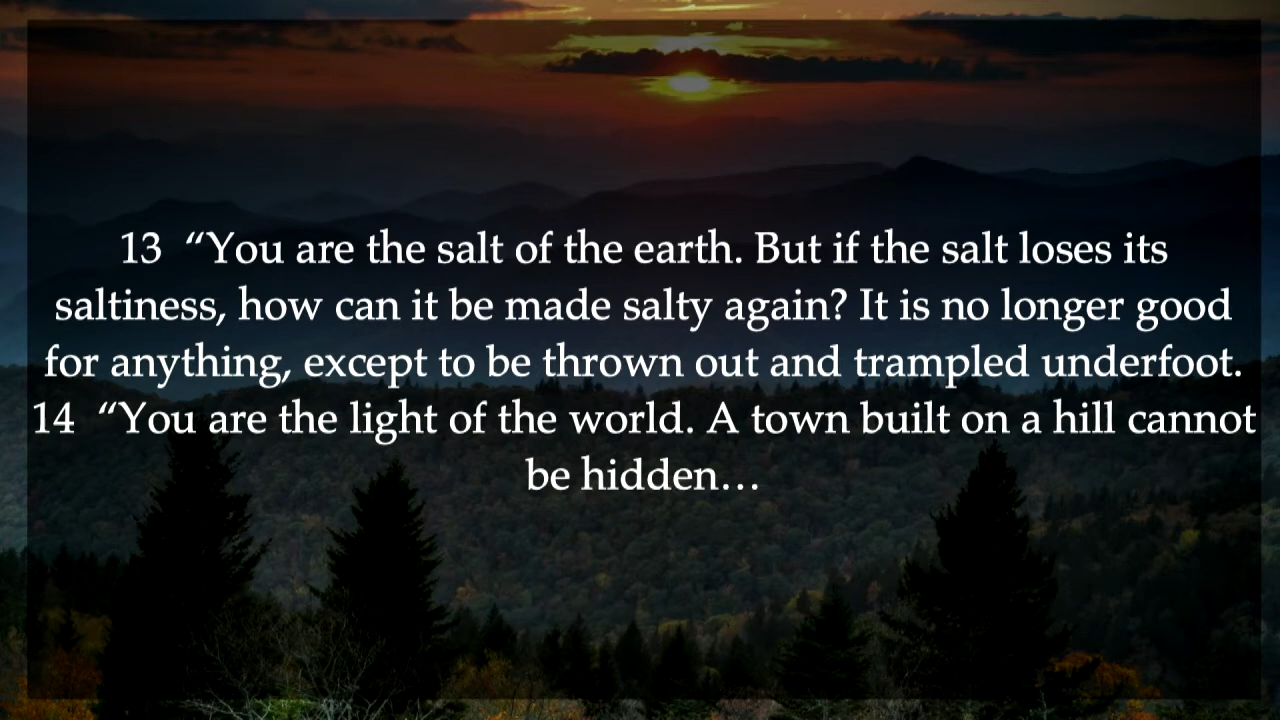 13  “You are the salt of the earth. But if the salt loses its
saltiness, how can it be made salty again? It is no longer good
for anything, except to be thrown out and trampled underfoot.
14  “You are the light of the world. A town built on a hill cannot
be hidden…